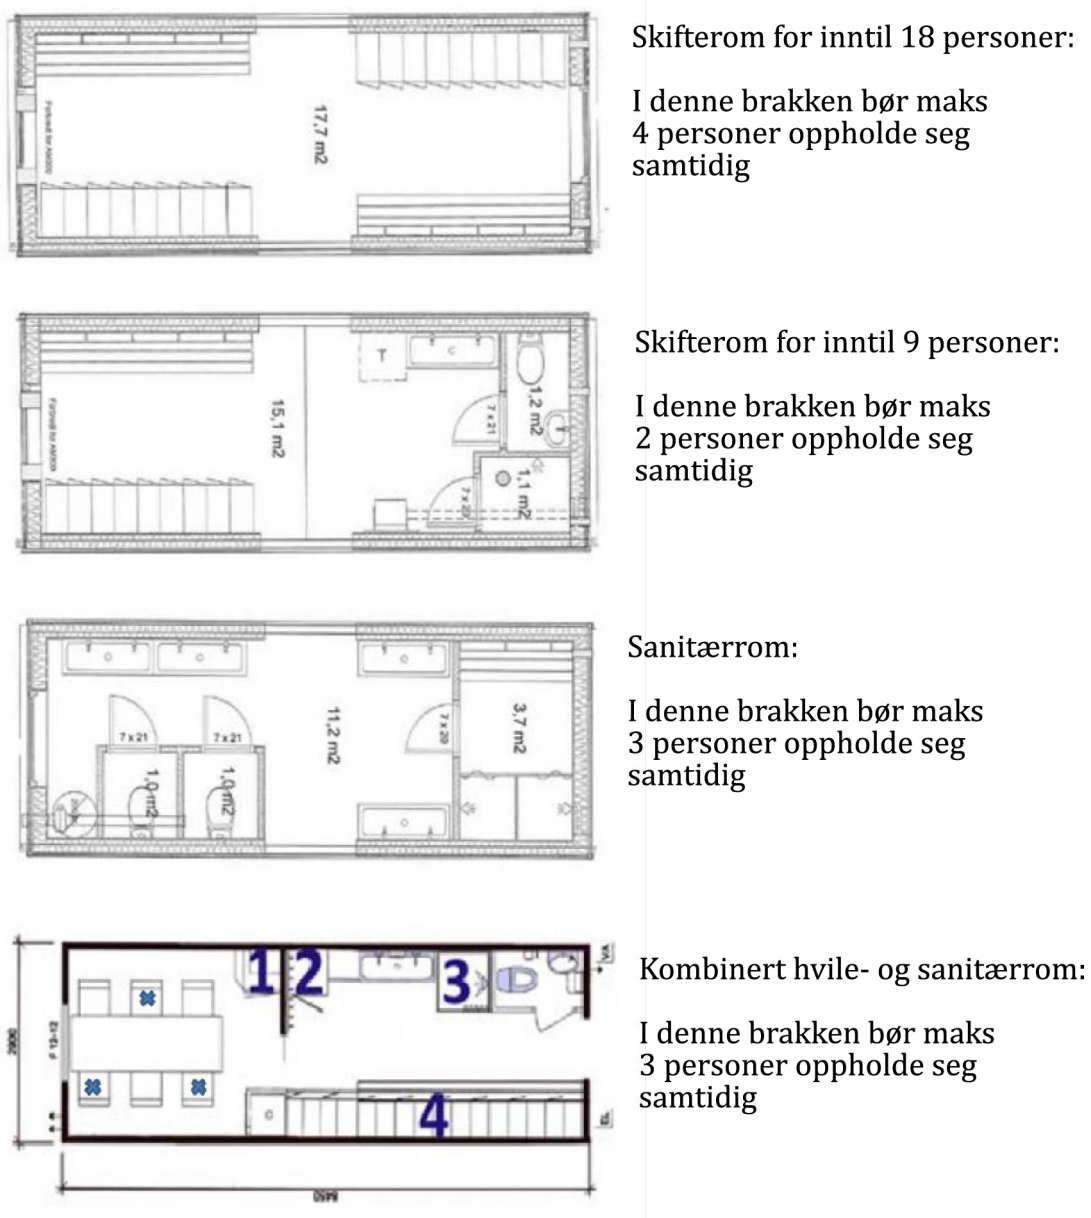 Skifterom for inntil 18 personer:
I denne brakken bør maks
4 personer oppholde seg
samtidig
17,7 m2
Skifterom for inntil 9 personer:
I denne brakken bør maks
2 personer oppholde seg
samtidig
T
c
15,1 m2
7 x 21
1,2 m2
T
1,1 m2
7 x 20
Sanitærrom:
I denne brakken bør maks
3 personer oppholde seg
samtidig
7 x 21
7 x 21
11,2 m2
7 x 20
3,7 m2
1,0 m2
1,0 m2
Kombinert hvile- og sanitærrom:
I denne brakken bør maks
3 personer oppholde seg
samtidig
1
2
3
4
VA
EL
2900
8450